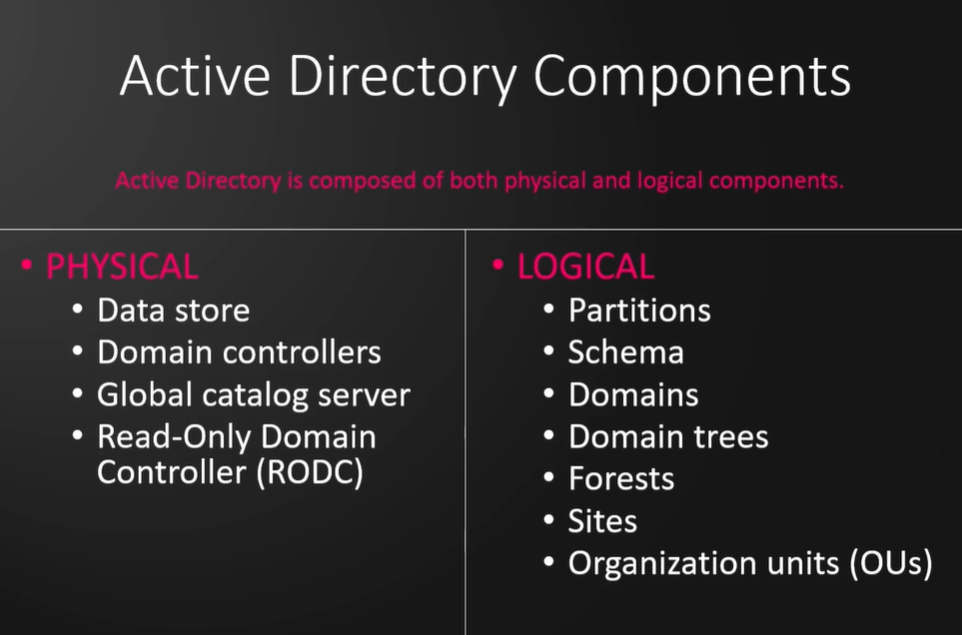 Active Directory Components
Active Directory is composed of both physical and logical components.
• PHYSICAL
• Data store
• Domain controllers
• Global catalog server
• Read-Only Domain
Controller (RODC)
• LOGICAL
• Partitions
• Schema
• Domains
• Domain trees
• Forests
• Sites
• Organization units (OUs)